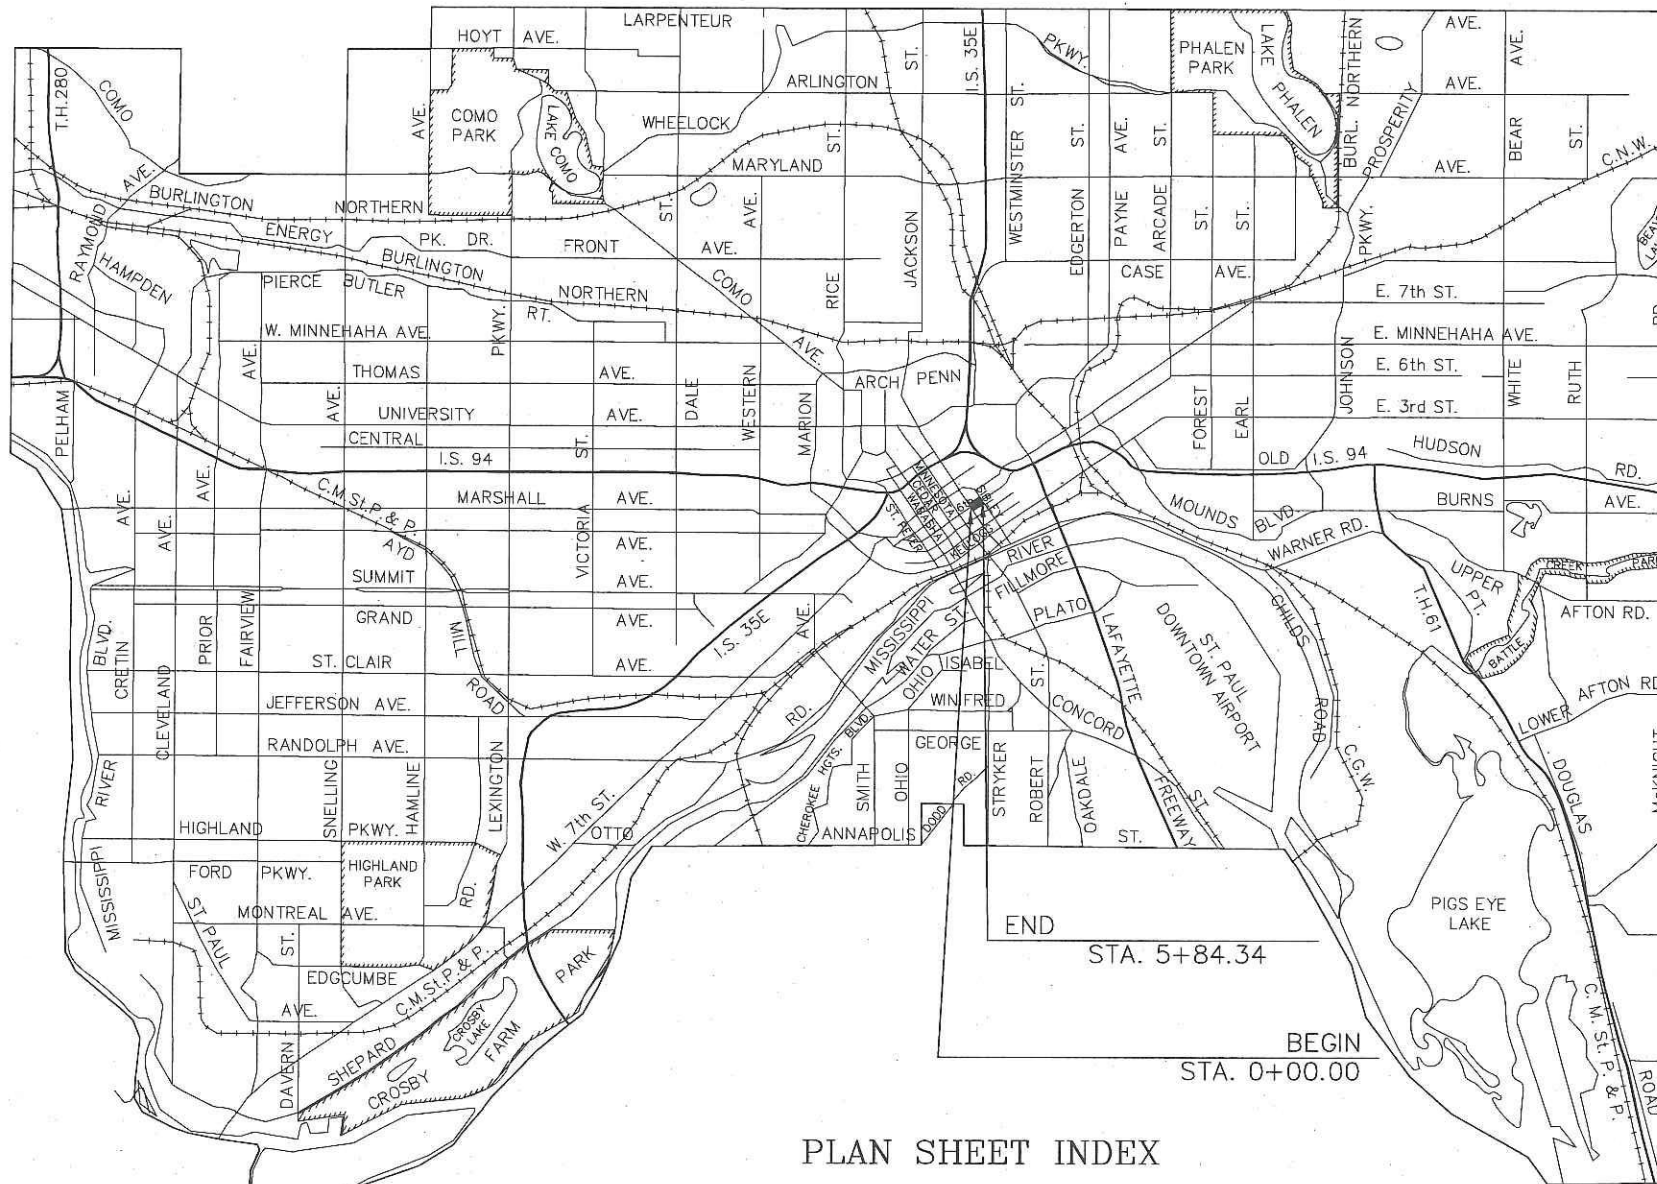 LARPENTEUR
HOYT AVE.
T.H.280
COMO
AVE.
COMO
PARK
LAKE COMO
WHEELOCK
ARLINGTON
ST.
I.S. 35E
PKWY.
PHALEN
PARK
LAKE
PHALEN
BURL. NORTHERN
AVE.
AVE.
PROSPERITY
AVE.
AVE.
BEAR
ST.
C.N.W.
MARYLAND
ST.
WESTMINSTER ST.
EDGERTON ST.
PAYNE AVE.
ARCADE ST.
ST.
ST.
AVE.
BURLINGTON
NORTHERN
RAYMOND
ENERGY
PK. DR.
FRONT
ST.
AVE.
AVE.
BURLINGTON
NORTHERN
HAMPDEN
PIERCE BUTLER
RT.
COMO
AVE.
RICE
JACKSON
CASE AVE.
PKWY.
E. 7th ST.
W. MINNEHAHA AVE.
PKWY.
E. MINNEHAHA AVE.
AVE.
THOMAS
AVE.
ARCH
PENN
E. 6th ST.
WHITE
RUTH
RD.
PELHAM
AVE.
UNIVERSITY
AVE.
DALE
WESTERN
MARION
FOREST
EARL
JOHNSON
E. 3rd ST.
CENTRAL
ST.
I.S. 94
OLD
I.S. 94
HUDSON
RD.
AVE.
AVE.
AVE.
C.M.St.P. & P.
MARSHALL
AVE.
MINNESOTA
CEDAR
WABASHA
ST. PETER
SIBLEY
MOUNDS
BLVD.
BURNS
AVE.
AYD
VICTORIA
AVE.
RIVER
WARNER RD.
SUMMIT
AVE.
FILLMORE
UPPER
PT.
CREEK
PARK
BLVD.
CRETIN
PRIOR
FAIRVIEW
GRAND
MILL
AVE.
I.S. 35E
AVE.
MISSISSIPPI
WATER ST.
PLATO
LAFAYETTE
DOWNTOWN AIRPORT
ST. PAUL
CHILDS
T.H.61
BATTLE
AFTON RD.
ST. CLAIR
AVE.
ISABEL
OHIO
CLEVELAND
JEFFERSON AVE.
ROAD
RD.
WINIFRED
ST.
CONCORD
ROAD
LOWER
AFTON RD
RANDOLPH AVE.
BLVD.
HGTS.
CHEROKEE
GEORGE
C.G.W.
DOUGLAS
McKNIGHT
RIVER
SNELLING
HAMLINE
LEXINGTON
W. 7th ST.
SMITH
OHIO
RD.
DODD
STRYKER
ROBERT
OAKDALE
ST.
FREEWAY
HIGHLAND
PKWY.
OTTO
ANNAPOLIS
ST.
MISSISSIPPI
FORD PKWY.
HIGHLAND
PARK
RD.
MONTREAL AVE.
ST. PAUL
ST.
PIGS EYE
LAKE
END
STA. 5+84.34
EDGCUMBE
AVE.
C.M.St.P. & P.
PARK
CROSBY
LAKE
FARM
SHEPARD
CROSBY
DAVERN
C. M. St. P. & P.
ROAD
BEGIN
STA. 0+00.00
PLAN SHEET INDEX